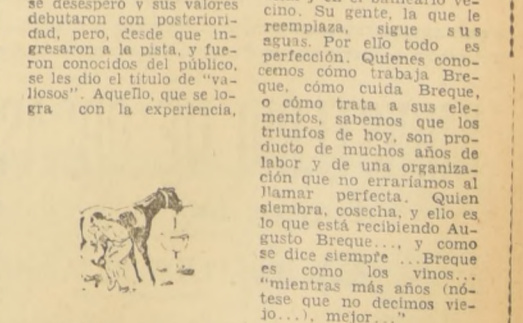 se desesperó y sus valores
debutaron con posteriori-
dad, pero, desde que in-
gresaron a la pista, y fue-
ron conocidos del público,
se les dio el título de "va-
liosos". Aquello, que se lo-
gra con la experiencia,
cino. Su gente, la que le
reemplaza, sigue sus
aguas. Por ello todo es
perfección. Quienes cono-
cemos cómo trabaja Bre-
que, cómo cuida Breque,
o cómo trata a sus ele-
mentos, sabemos que los
triunfos de hoy, son pro-
ducto de muchos años de
labor y de una organiza-
ción que no erraríamos al
llamar perfecta. Quien
siembra, cosecha, y ello es
lo que está recibiendo Au-
gusto Breque..., y como
se dice siempre ...Breque
es como los vinos...
"mientras más años (nó-
tese que no decimos vie-
jo...), mejor..."